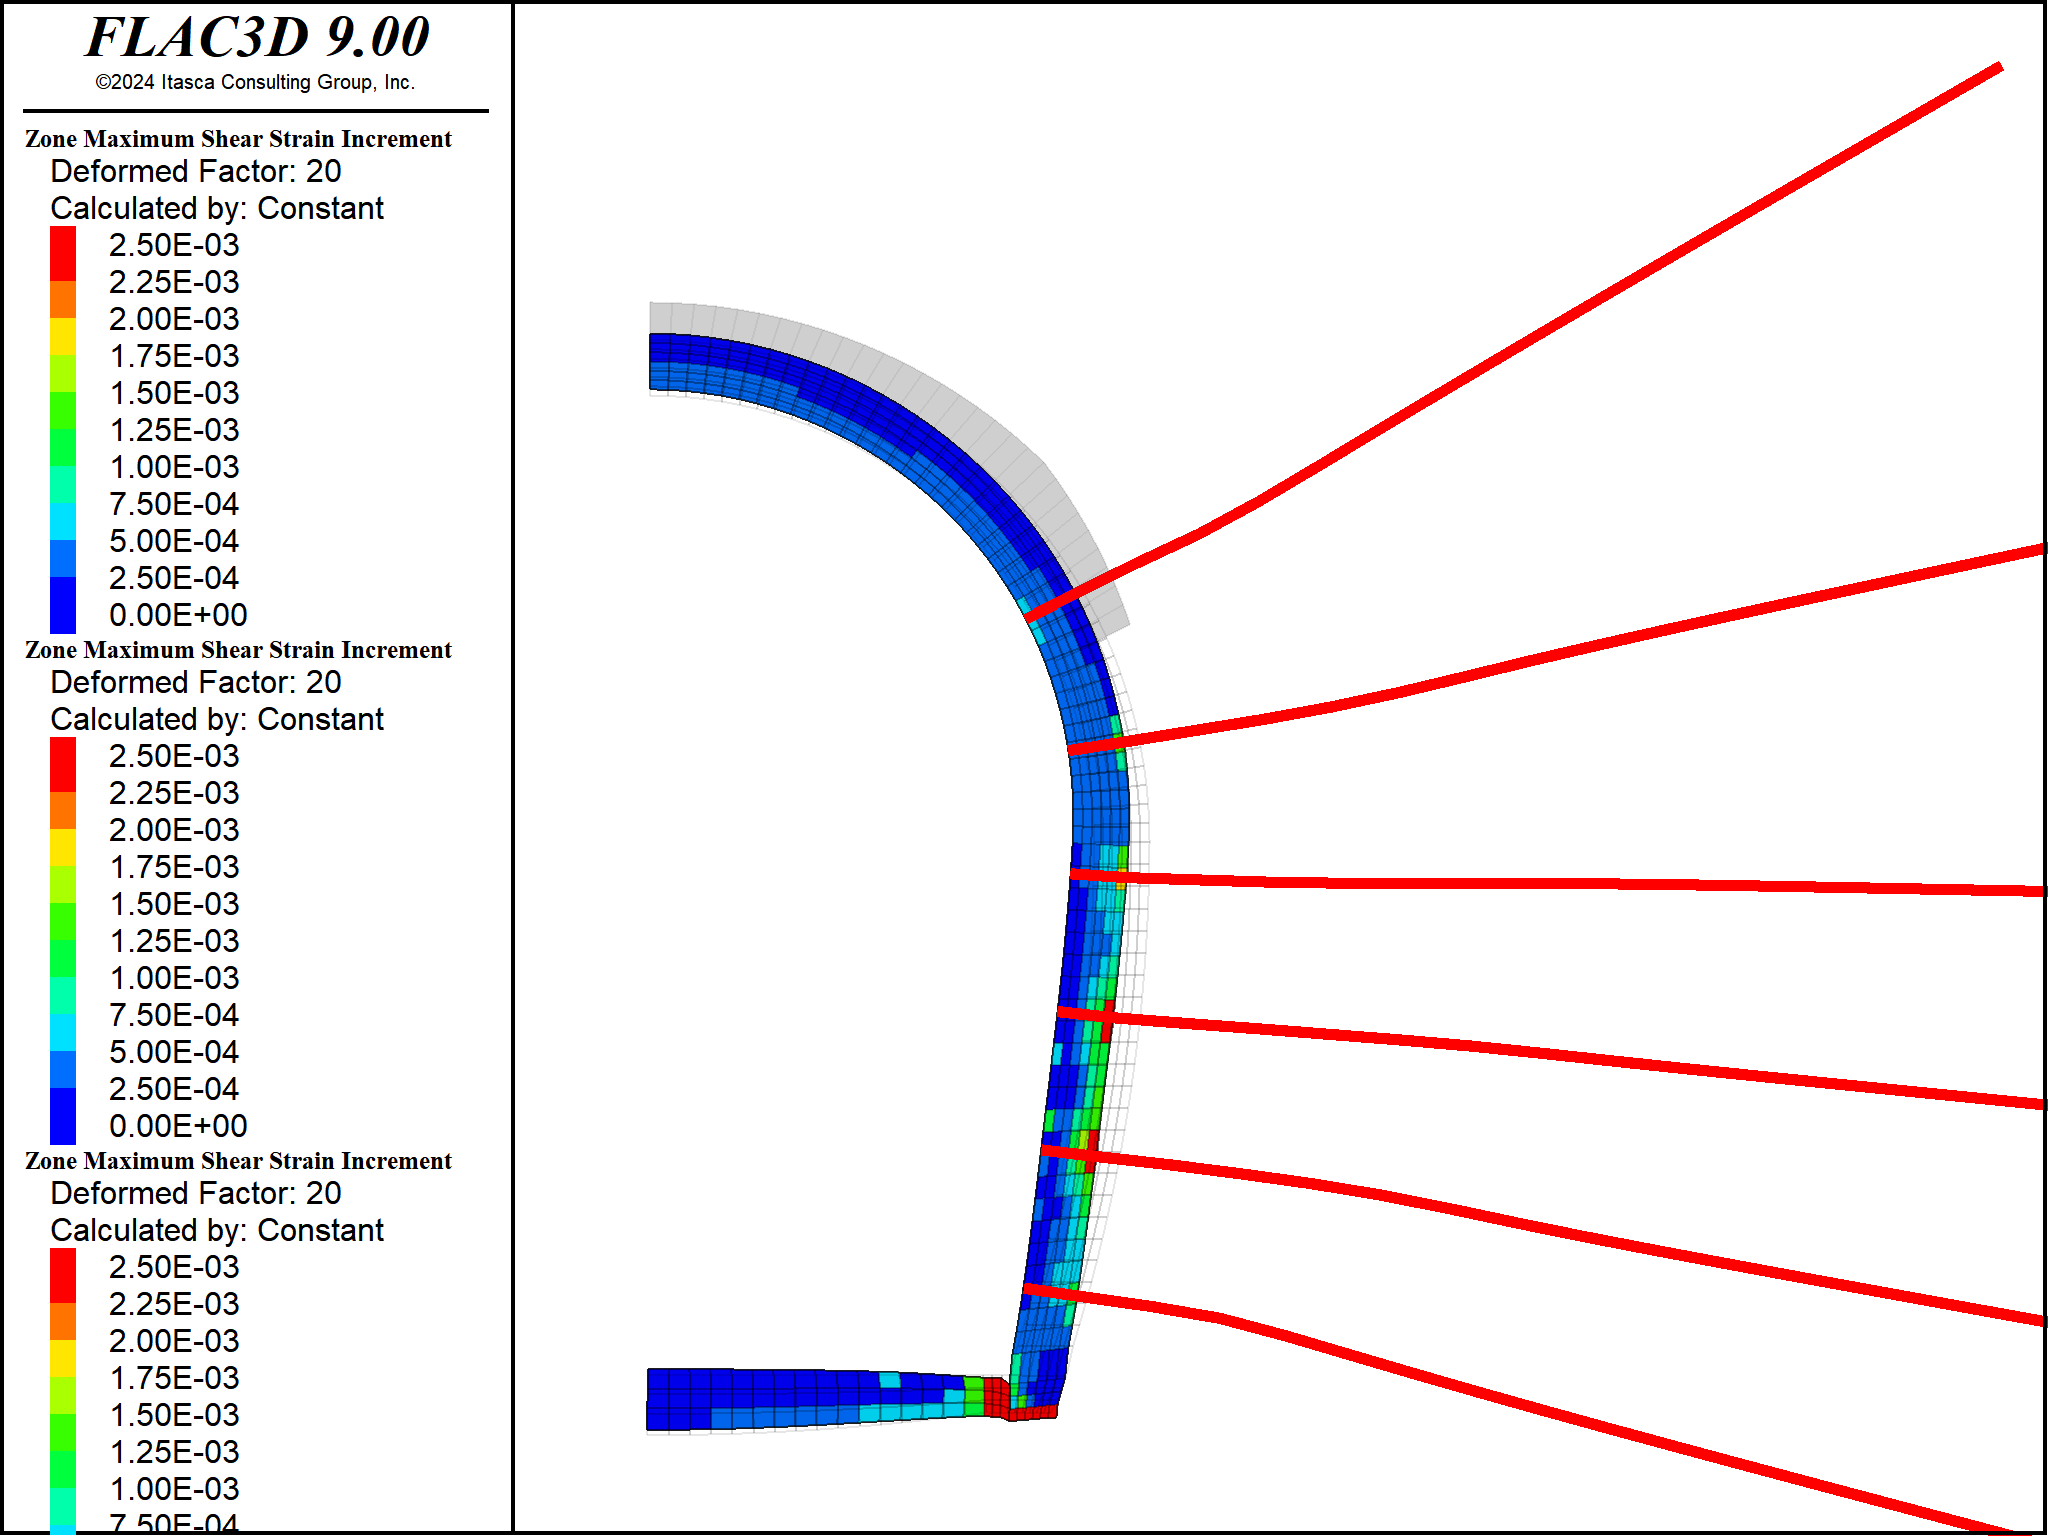 FLAC3D 9.00
©2024 Itasca Consulting Group, Inc.
Zone Maximum Shear Strain Increment
Deformed Factor: 20
Calculated by: Constant
2.50E-03
2.25E-03
2.00E-03
1.75E-03
1.50E-03
1.25E-03
1.00E-03
7.50E-04
5.00E-04
2.50E-04
0.00E+00
Zone Maximum Shear Strain Increment
Deformed Factor: 20
Calculated by: Constant
2.50E-03
2.25E-03
2.00E-03
1.75E-03
1.50E-03
1.25E-03
1.00E-03
7.50E-04
5.00E-04
2.50E-04
0.00E+00
Zone Maximum Shear Strain Increment
Deformed Factor: 20
Calculated by: Constant
2.50E-03
2.25E-03
2.00E-03
1.75E-03
1.50E-03
1.25E-03
1.00E-03
7.50E-04